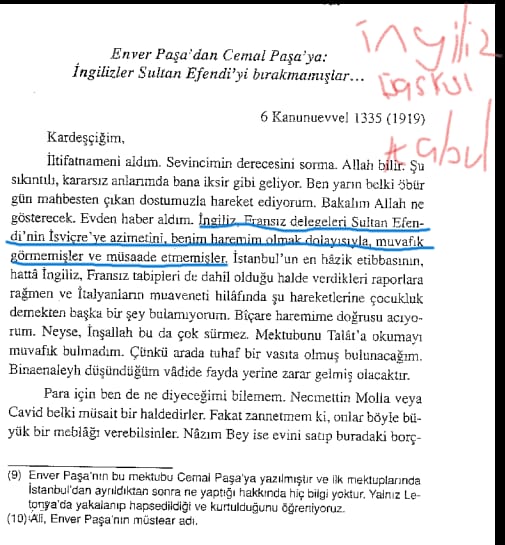 İngiliz
baskul
kabul
Enver Paşa'dan Cemal Paşa'ya:
İngilizler Sultan Efendi'yi bırakmamışlar...
6 Kanunuevvel 1335 (1919)
Kardeşçiğim,
İltifatnameni aldım. Sevincimin derecesini sorma. Allah bilir. Şu
sıkıntılı, kararsız anlarımda bana iksir gibi geliyor. Ben yarın belki öbür
gün mahbesten çıkan dostumuzla hareket ediyorum. Bakalım Allah ne
gösterecek. Evden haber aldım. İngiliz, Fransız delegeleri Sultan Efen-
di'nin İsviçre'ye azimetini, benim haremim olmak dolayısıyla, muvafık
görmemişler ve müsaade etmemişler. İstanbul'un en hâzik etibbasının,
hattâ İngiliz, Fransız tabipleri de dahil olduğu halde verdikleri raporlara
rağmen ve İtalyanların muaveneti hilâfında şu hareketlerine çocukluk
demekten başka bir şey bulamıyorum. Bîçare haremime doğrusu acıyo-
rum. Neyse, İnşallah bu da çok sürmez. Mektubunu Talât'a okumayı
muvafık bulmadım. Çünkü arada tuhaf bir vasıta olmuş bulunacağım.
Binaenaleyh düşündüğüm vâdide fayda yerine zarar gelmiş olacaktır.
Para için ben de ne diyeceğimi bilemem. Necmettin Molla veya
Cavid belki müsait bir haldedirler. Fakat zannetmem ki, onlar böyle bü-
yük bir meblâğı verebilsinler. Nâzım Bey ise evini satıp buradaki borç-
(9) Enver Paşa'nın bu mektubu Cemal Paşa'ya yazılmıştır ve ilk mektuplarında
İstanbul'dan ayrıldıktan sonra ne yaptığı hakkında hiç bilgi yoktur. Yalnız Le-
tonya'da yakalanıp hapsedildiği ve kurtulduğunu öğreniyoruz.
(10) Ali, Enver Paşa'nın müstear adı.